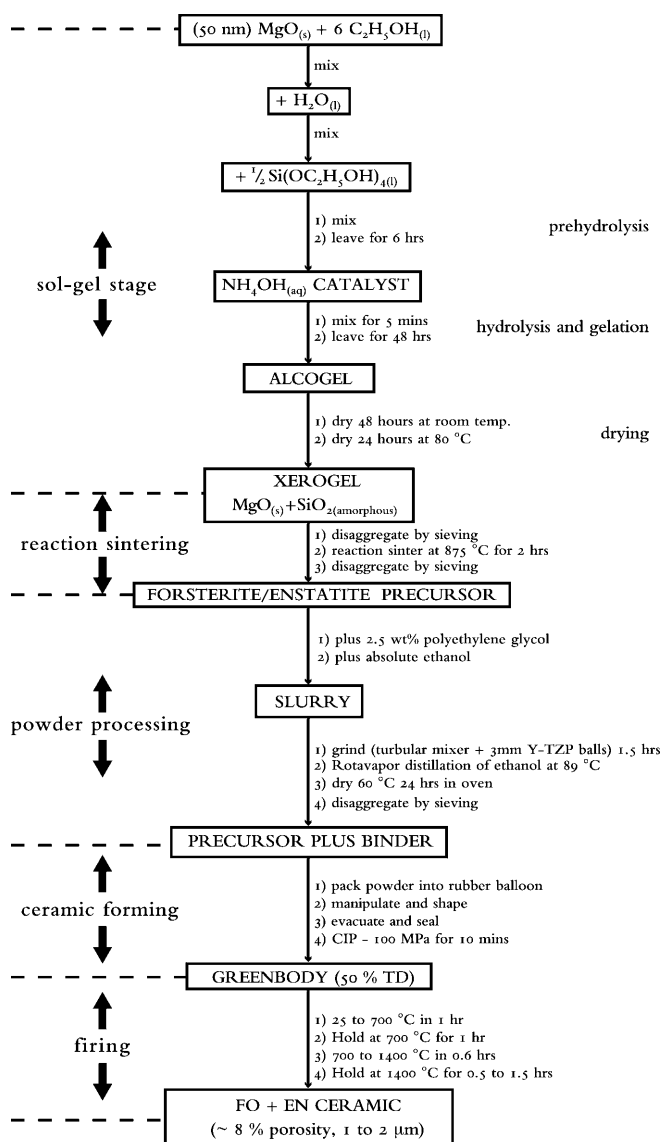 (50 nm) MgO(s) + 6 C2H5OH(l)
mix
+ H2O(l)
mix
+ ½ Si(OC2H5OH)4(l)
1) mix
2) leave for 6 hrs
prehydrolysis
sol-gel stage
NH4OH(aq) CATALYST
1) mix for 5 mins
2) leave for 48 hrs
hydrolysis and gelation
ALCOGEL
1) dry 48 hours at room temp.
2) dry 24 hours at 80 °C
drying
XEROGEL
MgO(s)+SiO2(amorphous)
reaction sintering
1) disaggregate by sieving
2) reaction sinter at 875 °C for 2 hrs
3) disaggregate by sieving
FORSTERITE/ENSTATITE PRECURSOR
1) plus 2.5 wt% polyethylene glycol
2) plus absolute ethanol
SLURRY
powder processing
1) grind (turbular mixer + 3mm Y-TZP balls) 1.5 hrs
2) Rotavapor distillation of ethanol at 89 °C
3) dry 60 °C 24 hrs in oven
4) disaggregate by sieving
PRECURSOR PLUS BINDER
ceramic forming
1) pack powder into rubber balloon
2) manipulate and shape
3) evacuate and seal
4) CIP - 100 MPa for 10 mins
GREENBODY (50 % TD)
firing
1) 25 to 700 °C in 1 hr
2) Hold at 700 °C for 1 hr
3) 700 to 1400 °C in 0.6 hrs
4) Hold at 1400 °C for 0.5 to 1.5 hrs
FO + EN CERAMIC
(~ 8 % porosity, 1 to 2 µm)